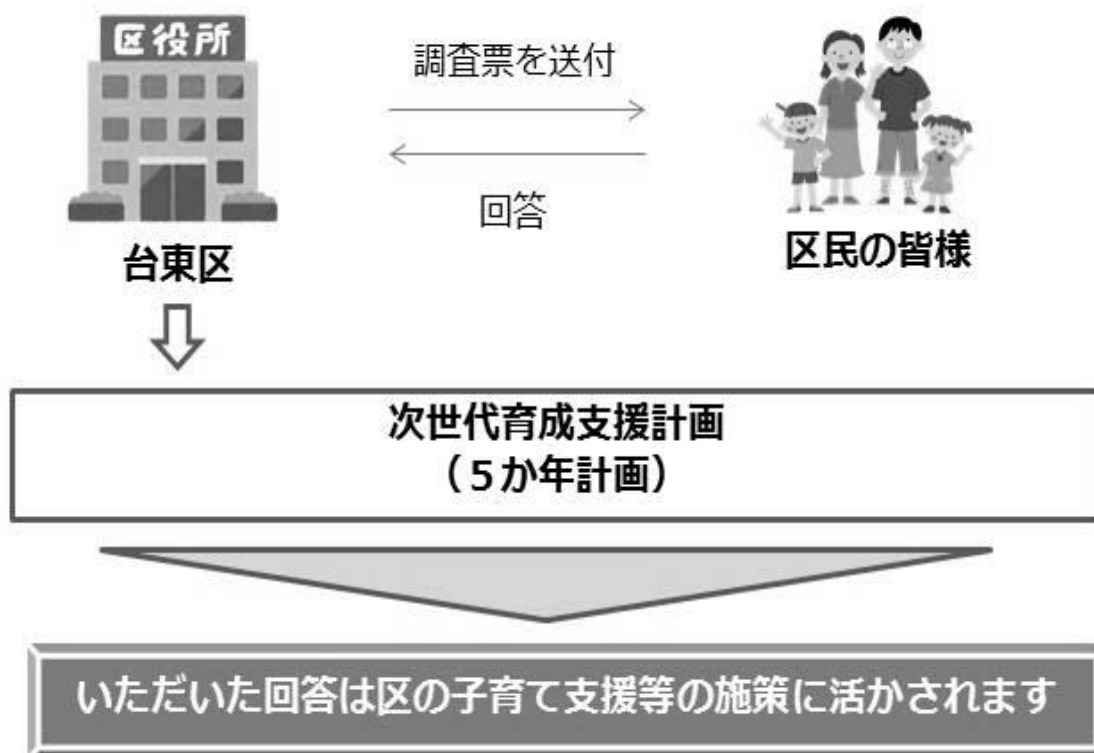 区役所
調査票を送付
回答
台東区
区民の皆様
次世代育成支援計画
（５か年計画）
いただいた回答は区の子育て支援等の施策に活かされます